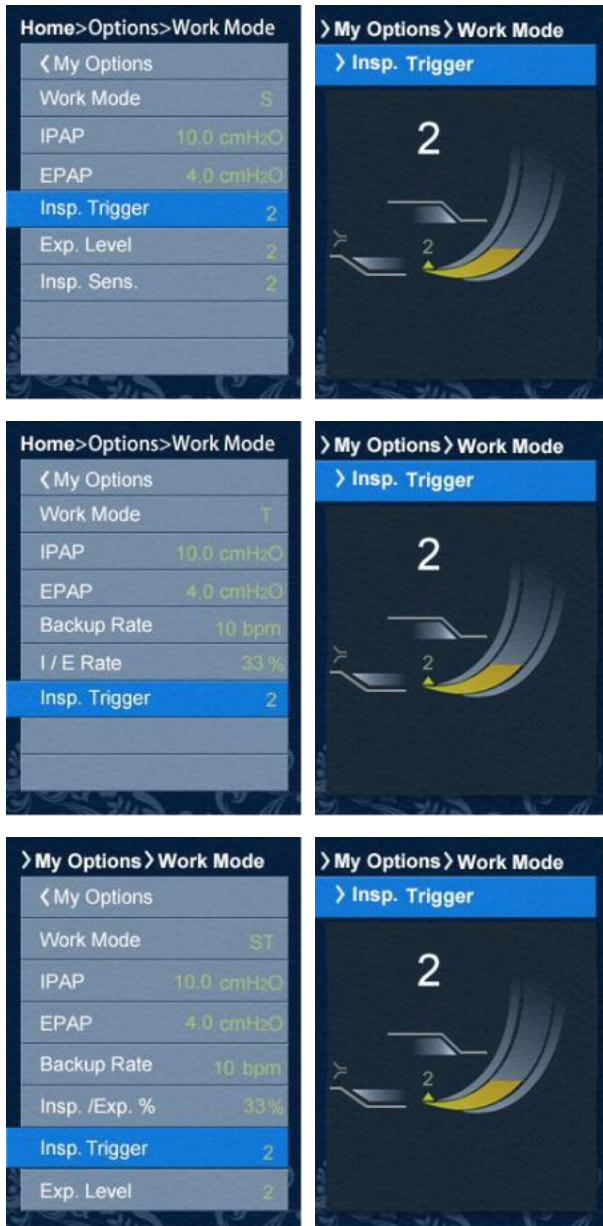 Home>Options>Work Mode
❮My Options
Work Mode S
IPAP 10.0 cmH2O
EPAP 4.0 cmH2O
Insp. Trigger 2
Exp. Level 2
Insp. Sens. 2
❯My Options❯Work Mode
❯ Insp. Trigger
2
2
Home>Options>Work Mode
❮My Options
Work Mode T
IPAP 10.0 cmH2O
EPAP 4.0 cmH2O
Backup Rate 10 bpm
I / E Rate 33 %
Insp. Trigger 2
❯My Options❯Work Mode
❯ Insp. Trigger
2
2
❯My Options❯Work Mode
❮My Options
Work Mode ST
IPAP 10.0 cmH2O
EPAP 4.0 cmH2O
Backup Rate 10 bpm
Insp. /Exp. % 33%
Insp. Trigger 2
Exp. Level 2
❯My Options❯Work Mode
❯ Insp. Trigger
2
2